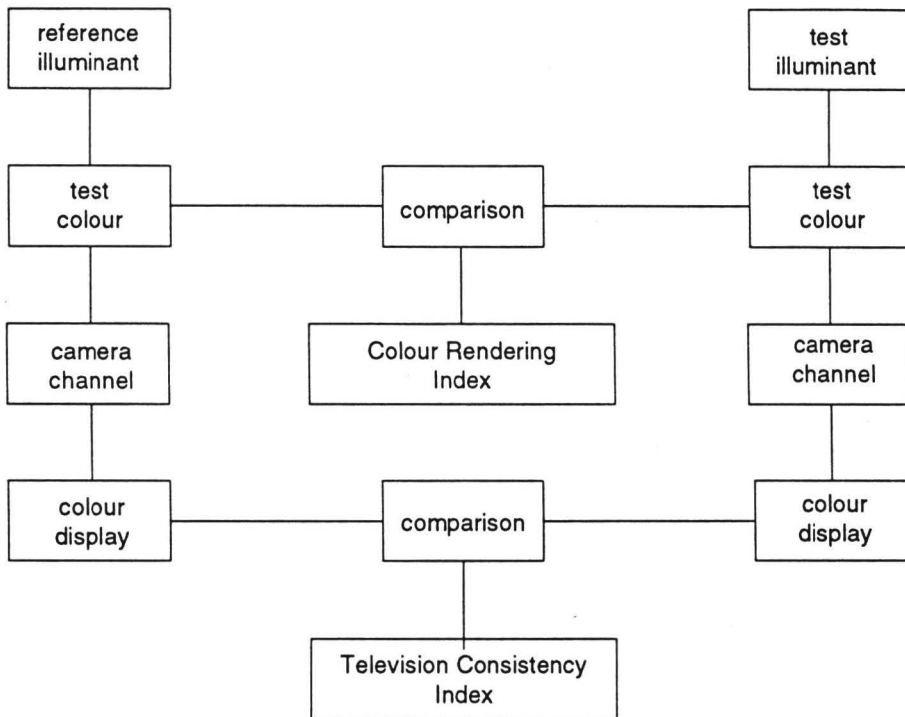 reference
illuminant
test
illuminant
test
colour
comparison
test
colour
camera
channel
Colour Rendering
Index
camera
channel
colour
display
comparison
colour
display
Television Consistency
Index